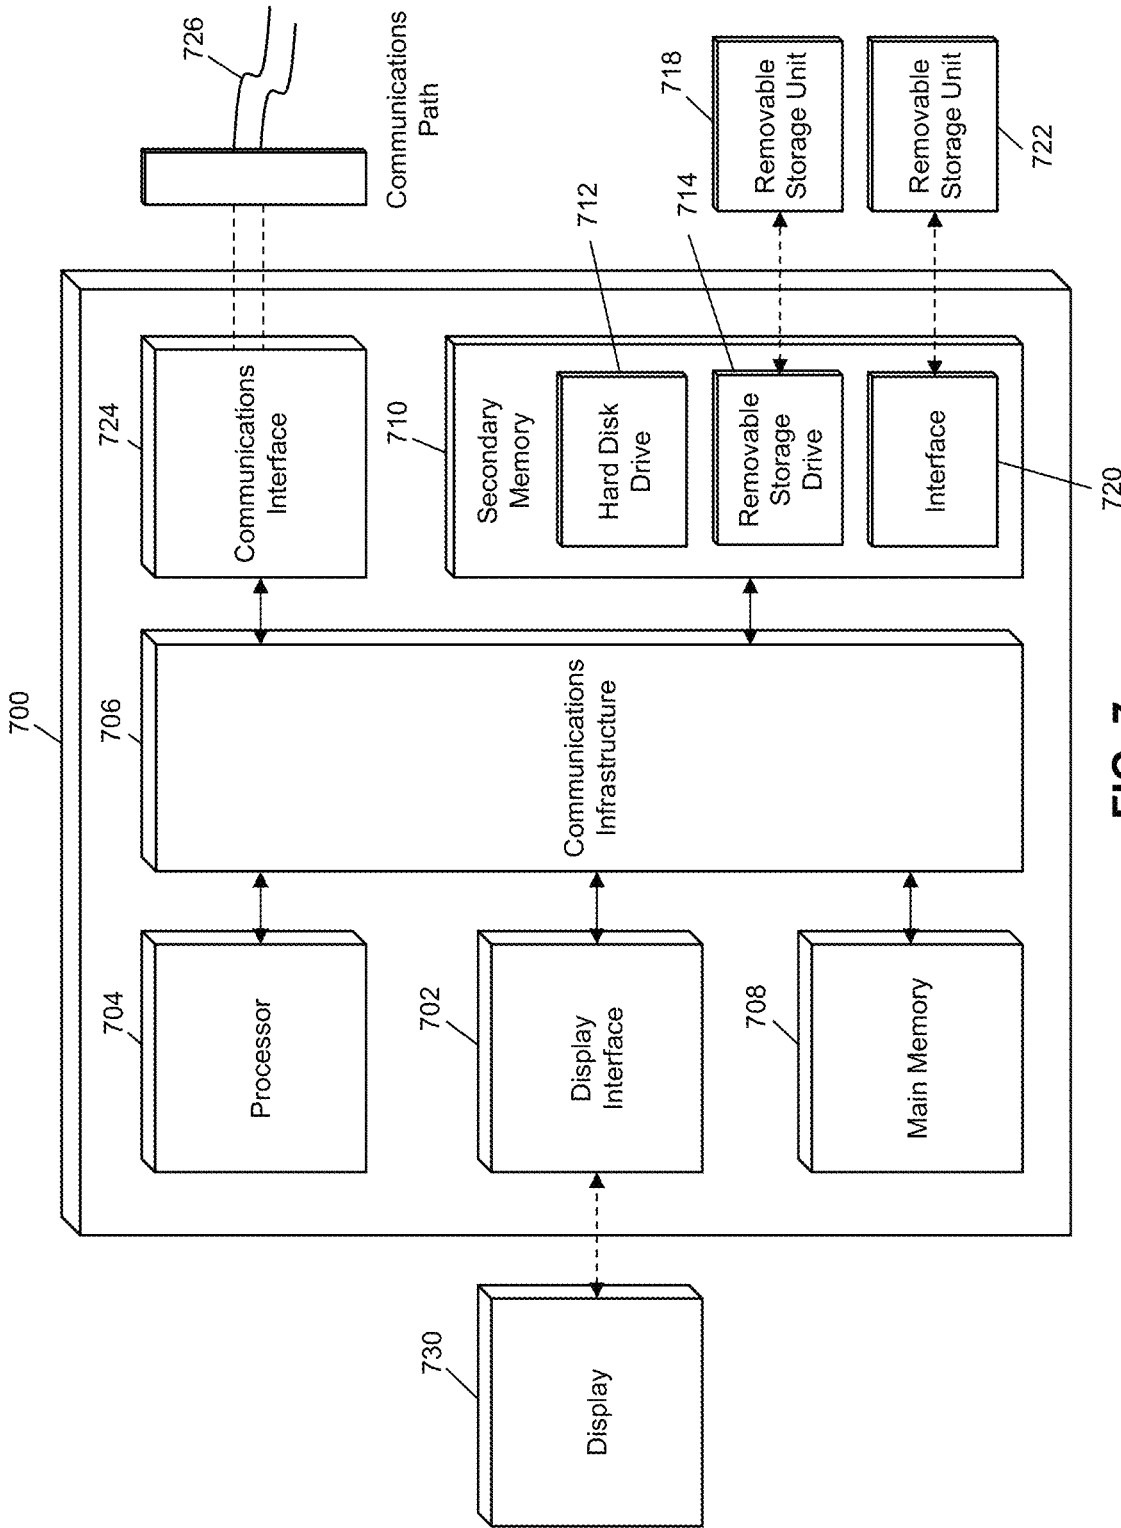 700
704
Processor
706
724
Communications
Interface
726
Communications
Path
730
Display
702
Display
Interface
Communications
Infrastructure
710
Secondary
Memory
712
Hard Disk
Drive
708
Main Memory
714
Removable
Storage
Drive
718
Removable
Storage Unit
Interface
720
Removable
Storage Unit
722
FIG. 7